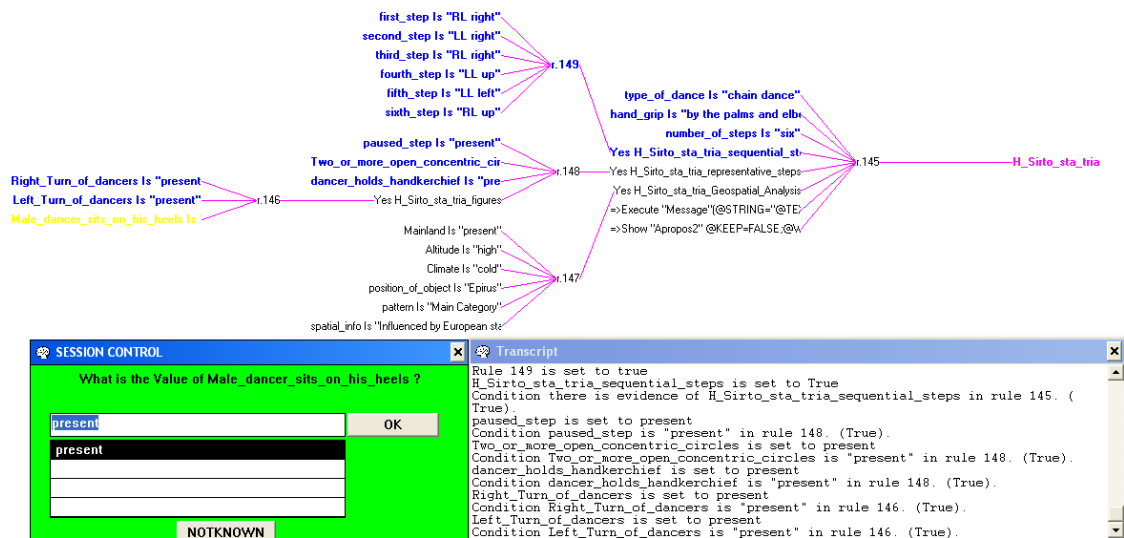 first_step Is "RL right"
second_step Is "LL right"
third_step Is "RL right"
fourth_step Is "LL up"
fifth_step Is "LL left"
sixth_step Is "RL up"
r.149
type_of_dance Is "chain dance"
hand_grip Is "by the palms and elb
number_of_steps Is "six"
Yes H_Sirto_sta_tria_sequential_st
Yes H_Sirto_sta_tria_representative_steps
Yes H_Sirto_sta_tria_Geospatial_Analysis
=>Execute "Message"(@STRING="@TE
=>Show "Apropos2" @KEEP=FALSE;@W
r.145
H_Sirto_sta_tria
paused_step Is "present"
Two_or_more_open_concentric_cir
dancer_holds_handkerchief Is "pre
Yes H_Sirto_sta_tria_figures
r.148
Right_Turn_of_dancers Is "present
Left_Turn_of_dancers Is "present"
Male_dancer_sits_on_his_heels Is
r.146
Mainland Is "present"
Altitude Is "high"
Climate Is "cold"
position_of_object Is "Epirus"
pattern Is "Main Category"
spatial_info Is "Influenced by European sta
r.147
SESSION CONTROL
What is the Value of Male_dancer_sits_on_his_heels ?
present
OK
present
NOTKNOWN
Transcript
Rule 149 is set to true
H_Sirto_sta_tria_sequential_steps is set to True
Condition there is evidence of H_Sirto_sta_tria_sequential_steps in rule 145. (
True).
paused_step is set to present
Condition paused_step is "present" in rule 148. (True).
Two_or_more_open_concentric_circles is set to present
Condition Two_or_more_open_concentric_circles is "present" in rule 148. (True).
dancer_holds_handkerchief is set to present
Condition dancer_holds_handkerchief is "present" in rule 148. (True).
Right_Turn_of_dancers is set to present
Condition Right_Turn_of_dancers is "present" in rule 146. (True).
Left_Turn_of_dancers is set to present
Condition Left_Turn_of_dancers is "present" in rule 146. (True).